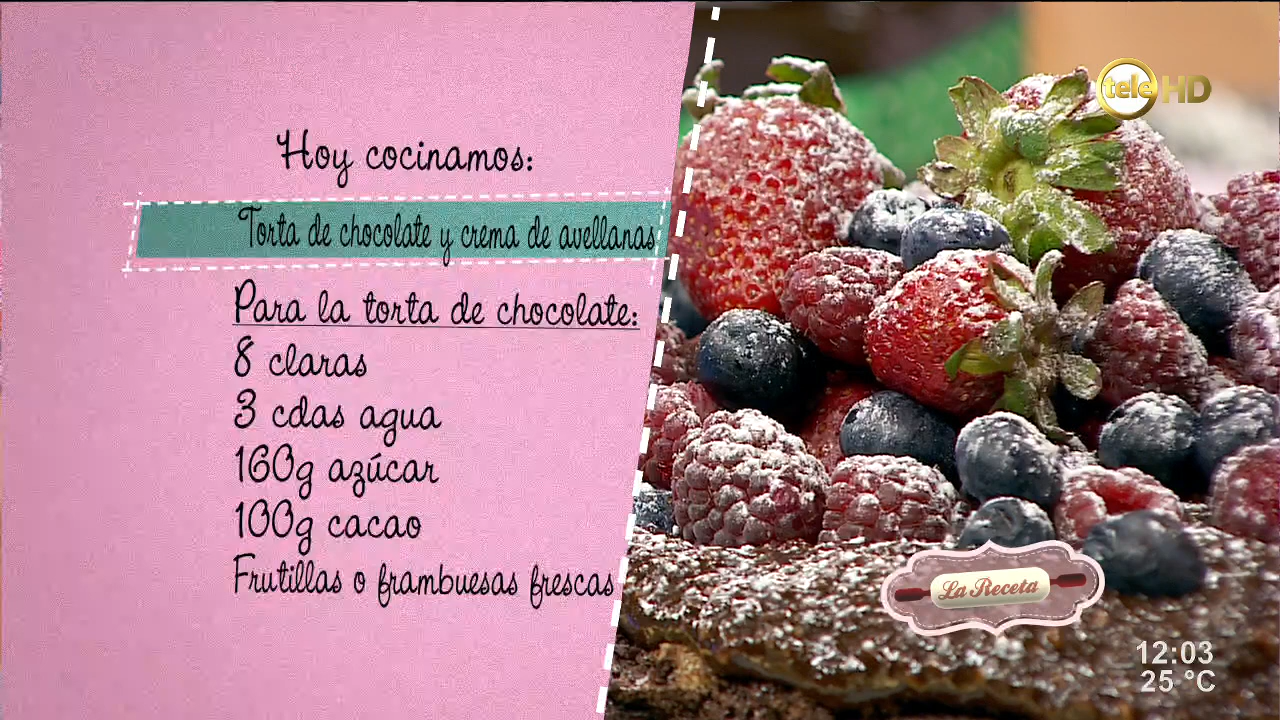 Hoy cocinamos:
Torta de chocolate y crema de avellanas
Para la torta de chocolate:
8 claras
3 cdas agua
160g azúcar
100g cacao
Frutillas o frambuesas frescas
tele HD
La Receta
12:03
25 °C